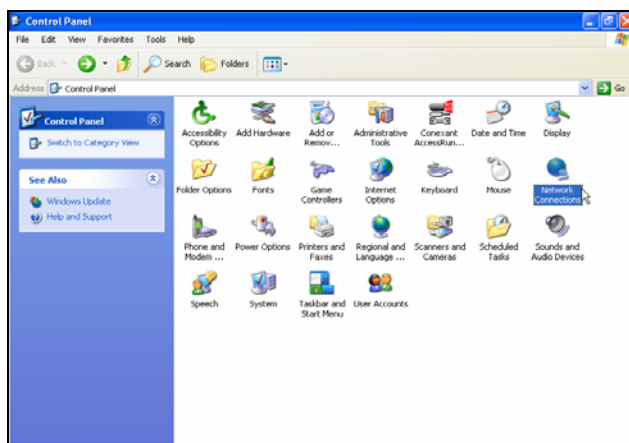 Control Panel
File Edit View Favorites Tools Help
Back Search Folders
Address Control Panel Go
Control Panel
Switch to Category View
See Also
Windows Update
Help and Support
Accessibility Options
Add Hardware
Add or Remov...
Administrative Tools
Conexant AccessRun...
Date and Time
Display
Folder Options
Fonts
Game Controllers
Internet Options
Keyboard
Mouse
Network Connections
Phone and Modem ...
Power Options
Printers and Faxes
Regional and Language ...
Scanners and Cameras
Scheduled Tasks
Sounds and Audio Devices
Speech
System
Taskbar and Start Menu
User Accounts